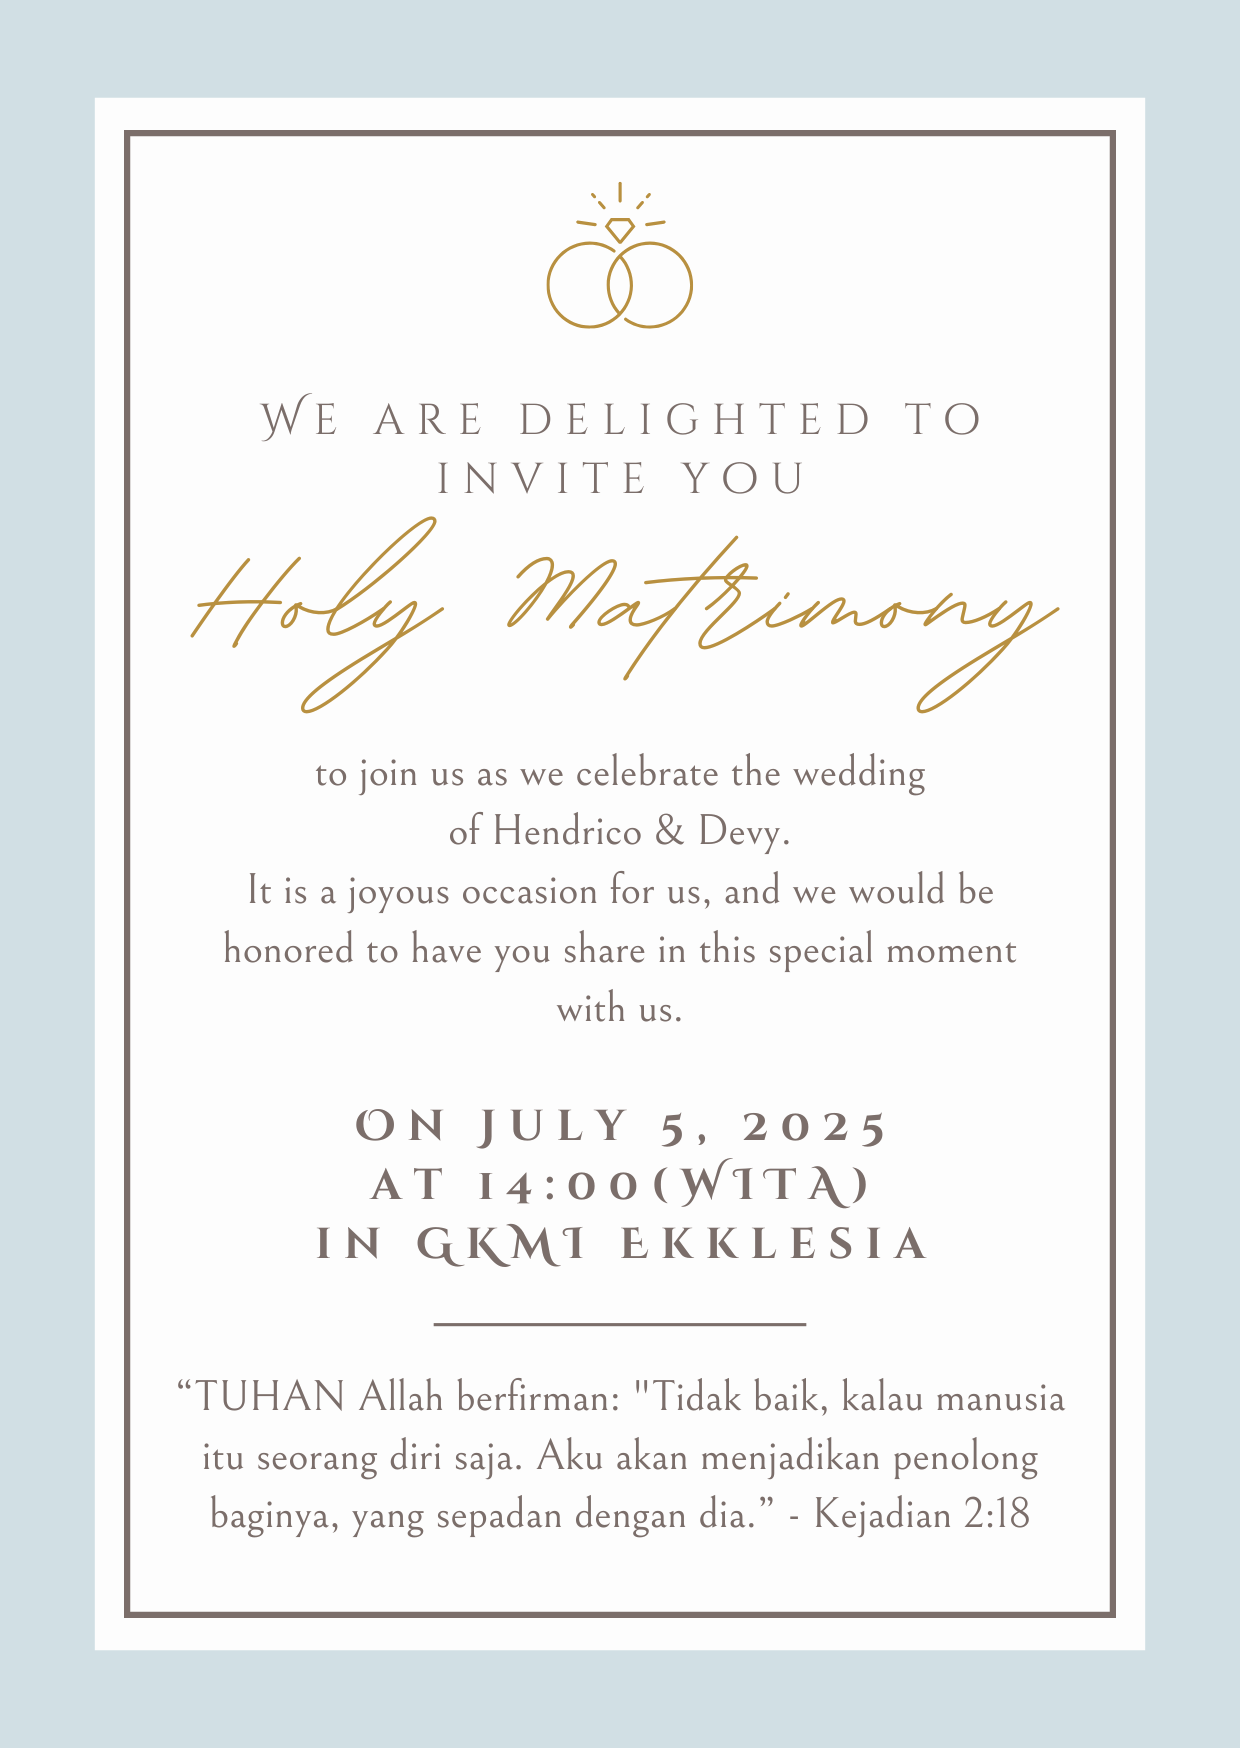 WE ARE DELIGHTED TO
INVITE YOU
Holy Matrimony
to join us as we celebrate the wedding
of Hendrico & Devy.
It is a joyous occasion for us, and we would be
honored to have you share in this special moment
with us.
ON JULY 5, 2025
AT 14:00(WITA)
IN GKMI EKKLESIA
“TUHAN Allah berfirman: "Tidak baik, kalau manusia
itu seorang diri saja. Aku akan menjadikan penolong
baginya, yang sepadan dengan dia.” - Kejadian 2:18